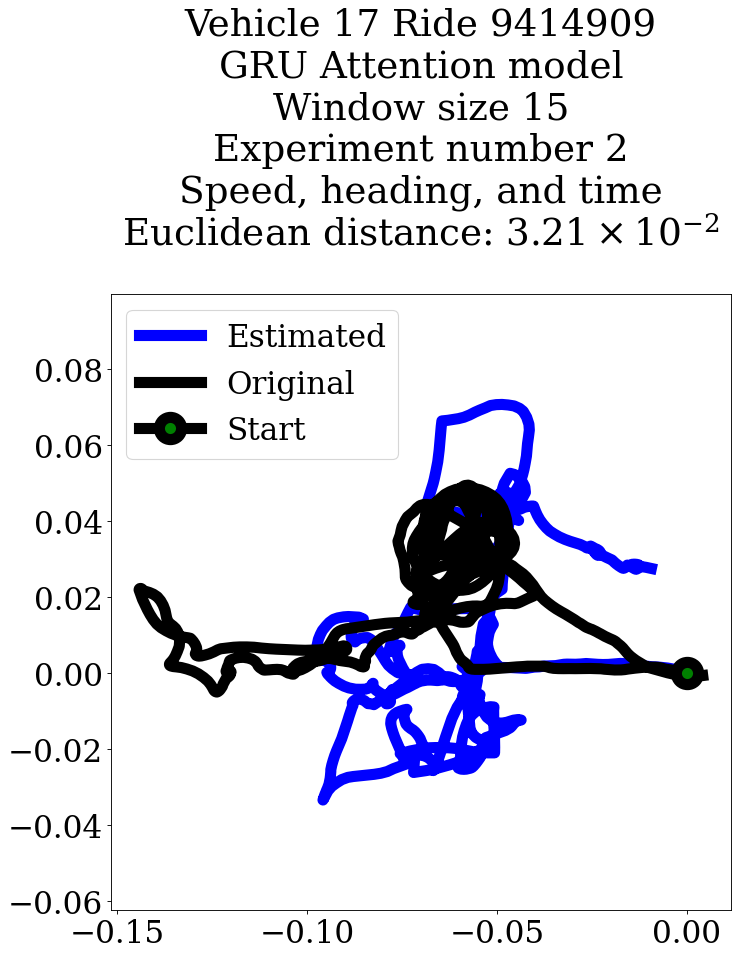 Vehicle 17 Ride 9414909
GRU Attention model
Window size 15
Experiment number 2
Speed, heading, and time
Euclidean distance: 3.21 × 10⁻²
Estimated
Original
Start
0.08
0.06
0.04
0.02
0.00
−0.02
−0.04
−0.06
−0.15 −0.10 −0.05 0.00